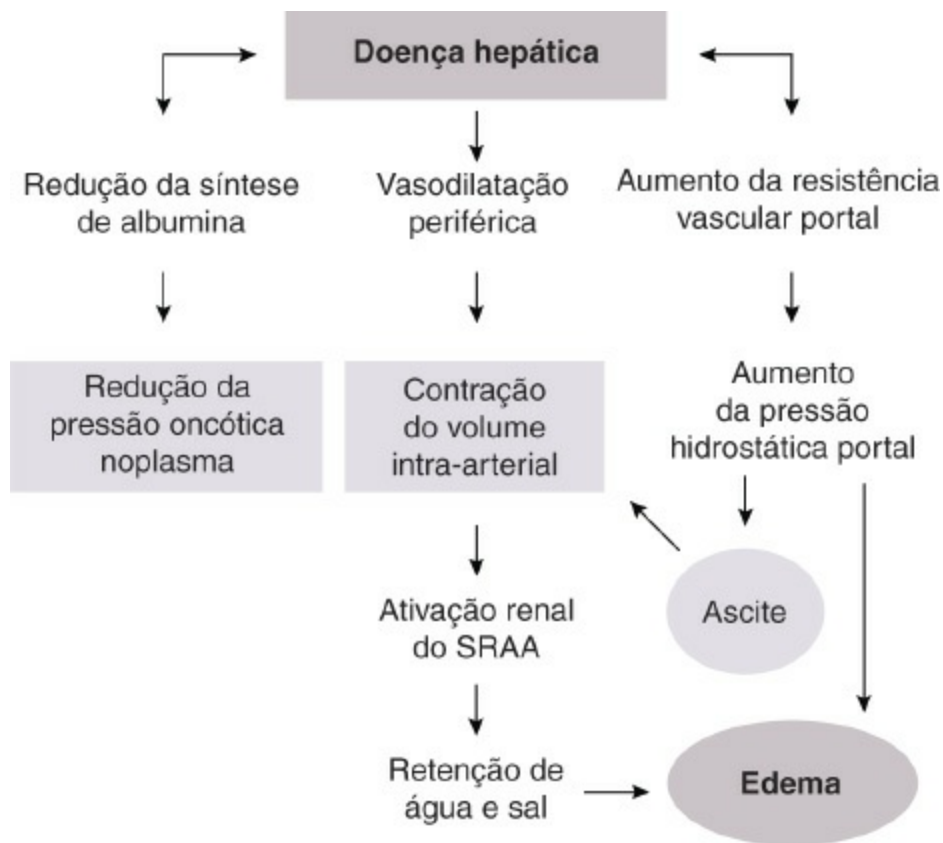 Doença hepática
Redução da síntese
de albumina
Vasodilatação
periférica
Aumento da resistência
vascular portal
Redução da
pressão oncótica
noplasma
Contração
do volume
intra-arterial
Aumento
da pressão
hidrostática portal
Ativação renal
do SRAA
Ascite
Retenção de
água e sal
Edema